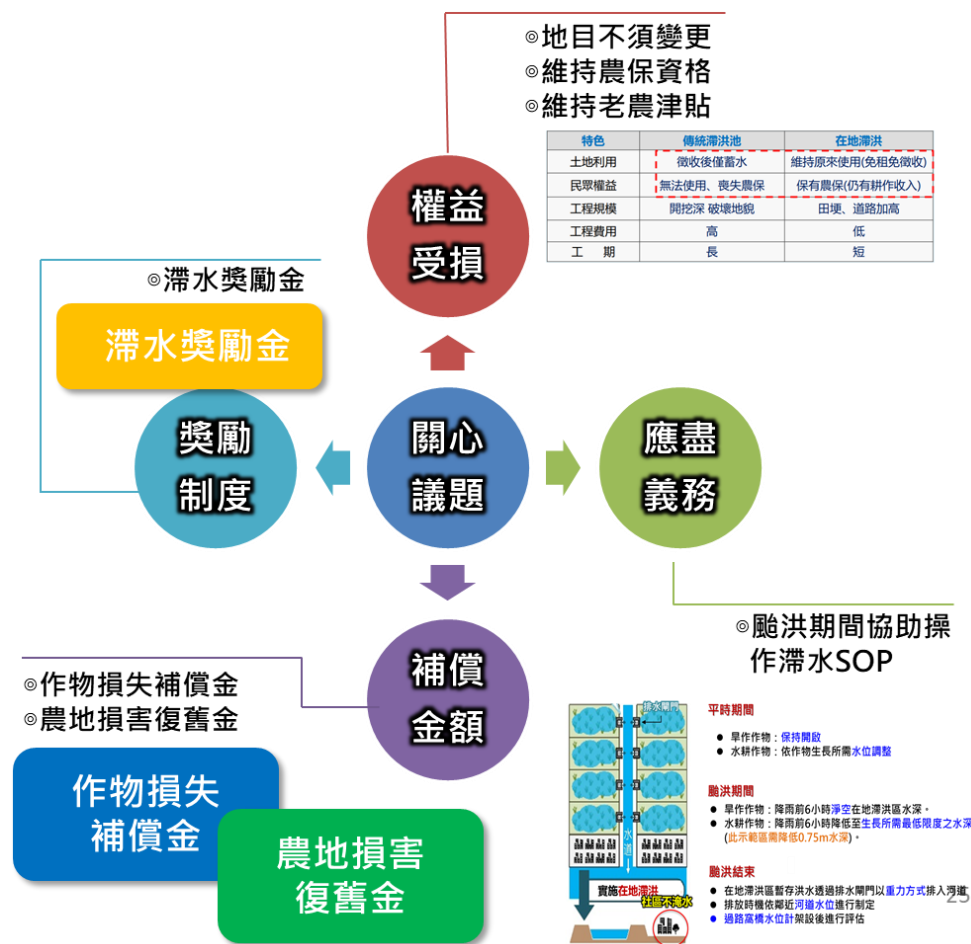 ◎地目不須變更
◎維持農保資格
◎維持老農津貼
特色 傳統滯洪池 在地滯洪
土地利用 徵收後僅蓄水 維持原來使用(免租免徵收)
民眾權益 無法使用、喪失農保 保有農保(仍有耕作收入)
工程規模 開挖深 破壞地貌 田埂、道路加高
工程費用 高 低
工 期 長 短
權益
受損
◎滯水獎勵金
滯水獎勵金
獎勵
制度
關心
議題
應盡
義務
◎颱洪期間協助操
作滯水SOP
補償
金額
◎作物損失補償金
◎農地損害復舊金
作物損失
補償金
農地損害
復舊金
排水閘門
水道
實施在地滯洪
社區不淹水
平時期間
● 旱作作物：保持開啟
● 水耕作物：依作物生長所需水位調整
颱洪期間
● 旱作作物：降雨前6小時淨空在地滯洪區水深。
● 水耕作物：降雨前6小時降低至生長所需最低限度之水深
(此示範區需降低0.75m水深)。
颱洪結束
● 在地滯洪區暫存洪水透過排水閘門以重力方式排入河道
● 排放時機依鄰近河道水位進行制定
● 過路窩橋水位計架設後進行評估
25